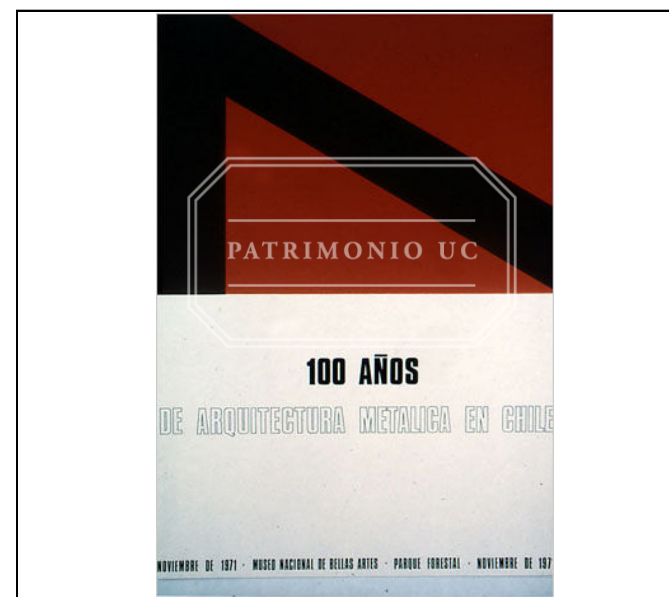 PATRIMONIO UC
100 AÑOS
DE ARQUITECTURA METALICA EN CHILE
NOVIEMBRE DE 1971 · MUSEO NACIONAL DE BELLAS ARTES · PARQUE FORESTAL · NOVIEMBRE DE 197